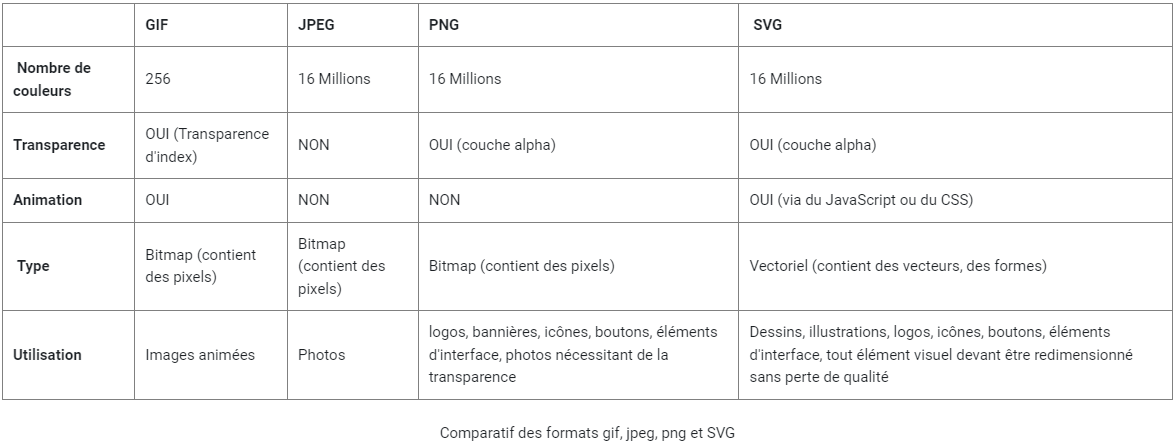 GIF JPEG PNG SVG
Nombre de
couleurs
256 16 Millions 16 Millions 16 Millions
Transparence
OUI (Transparence
d'index)
NON OUI (couche alpha) OUI (couche alpha)
Animation OUI NON NON OUI (via du JavaScript ou du CSS)
Type
Bitmap (contient
des pixels)
Bitmap
(contient des
pixels)
Bitmap (contient des pixels) Vectoriel (contient des vecteurs, des formes)
Utilisation Images animées Photos
logos, bannières, icônes, boutons, éléments
d'interface, photos nécessitant de la
transparence
Dessins, illustrations, logos, icônes, boutons, éléments
d'interface, tout élément visuel devant être redimensionné
sans perte de qualité
Comparatif des formats gif, jpeg, png et SVG